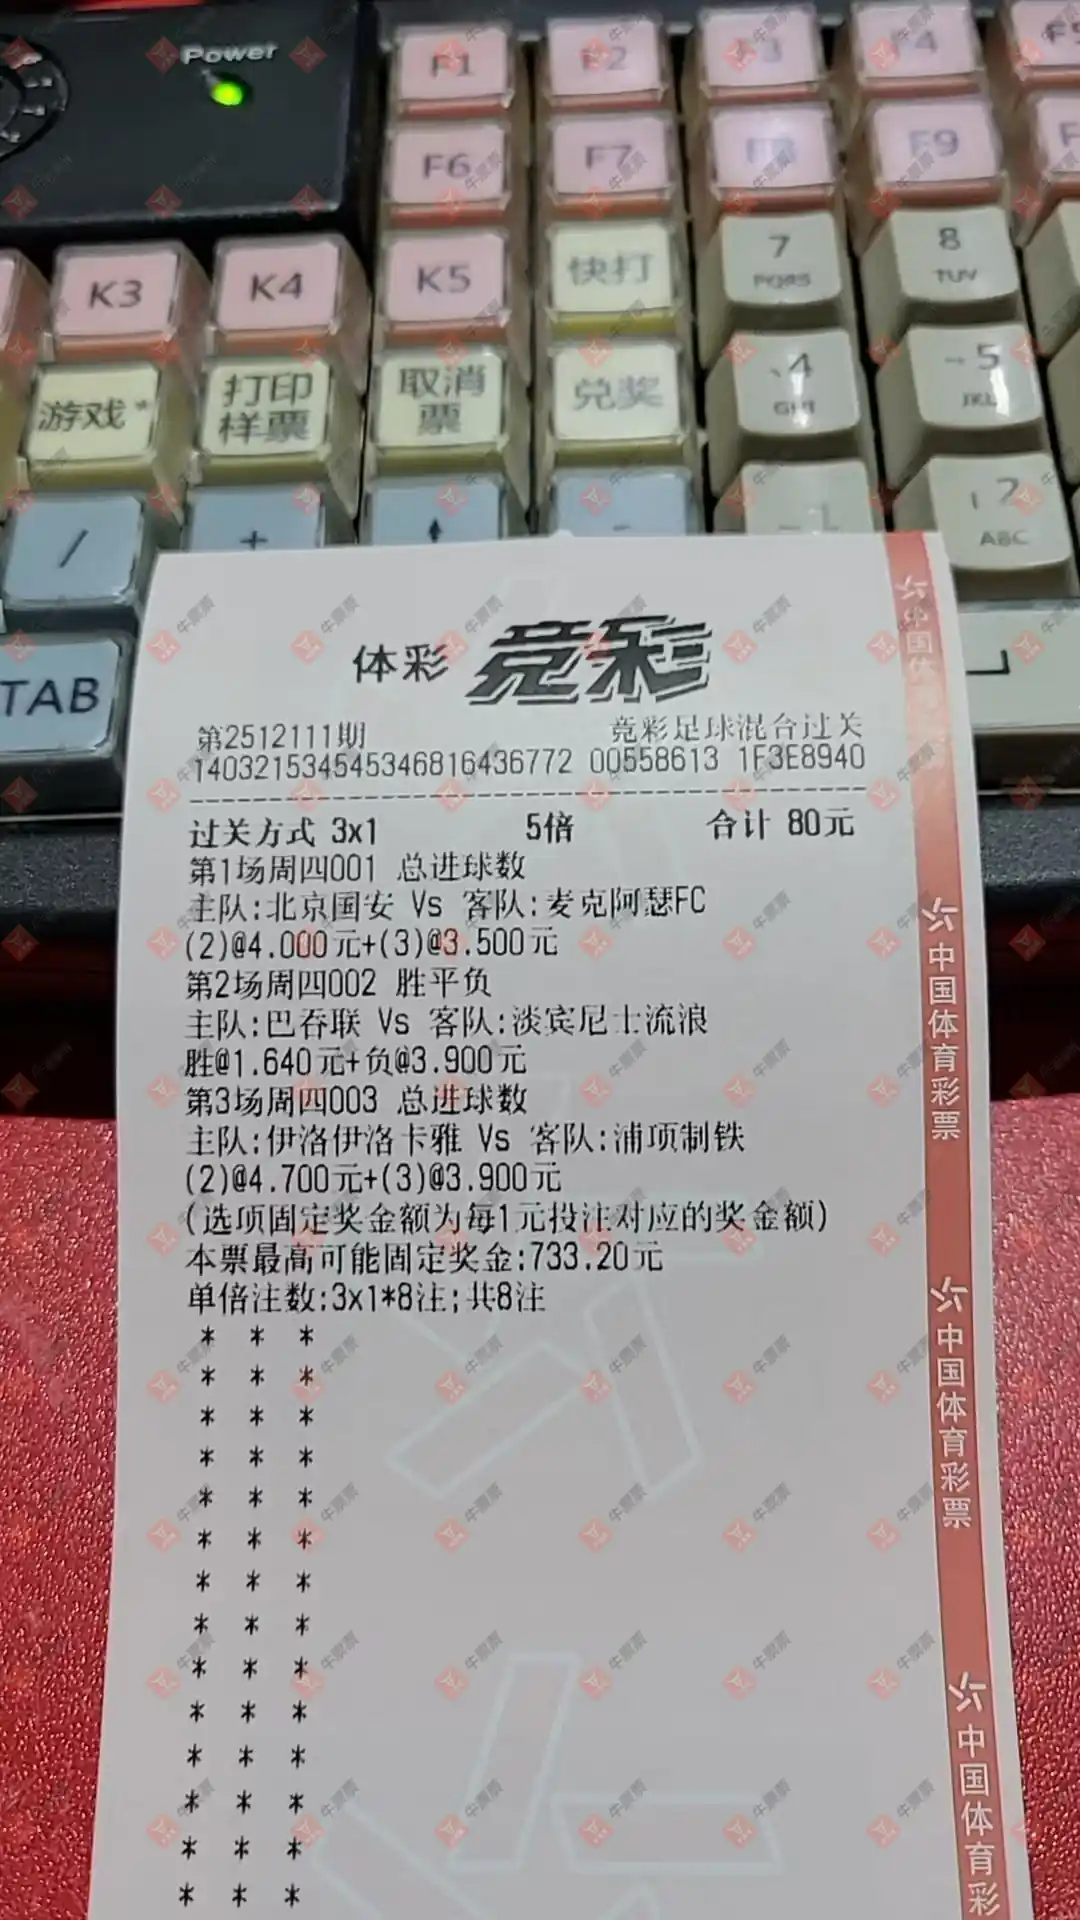 Power
F1 F2 F3 F4 F5
F6 F7 F8 F9
K3 K4 K5 快打 7 PQRS 8 TUV
游戏* 打印样票 取消票 兑奖 4 GHI 5 JKL
/ + - 1 2 ABC
TAB
体彩 竞彩
第2512111期 竞彩足球混合过关
140321534545346816436772 00558613 1F3E8940
过关方式 3x1 5倍 合计 80元
第1场周四001 总进球数
主队:北京国安 Vs 客队:麦克阿瑟FC
(2)@4.000元+(3)@3.500元
第2场周四002 胜平负
主队:巴吞联 Vs 客队:淡宾尼士流浪
胜@1.640元+负@3.900元
第3场周四003 总进球数
主队:伊洛伊洛卡雅 Vs 客队:浦项制铁
(2)@4.700元+(3)@3.900元
(选项固定奖金额为每1元投注对应的奖金额)
本票最高可能固定奖金:733.20元
单倍注数:3x1*8注;共8注
* * *
* * *
* * *
* * *
* * *
* * *
* * *
* * *
* * *
* * *
* * *
* * *
* * *
* * *
中国体
中国体育彩票
中国体育彩票
中国体育彩
牛票票